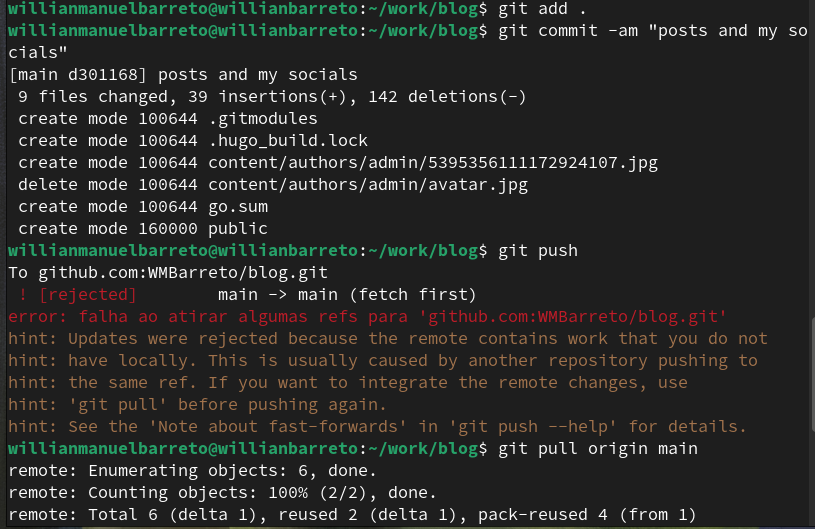 willianmanuelbarreto@willianbarreto:~/work/blog$ git add .
willianmanuelbarreto@willianbarreto:~/work/blog$ git commit -am "posts and my so
cials"
[main d301168] posts and my socials
 9 files changed, 39 insertions(+), 142 deletions(-)
 create mode 100644 .gitmodules
 create mode 100644 .hugo_build.lock
 create mode 100644 content/authors/admin/5395356111172924107.jpg
 delete mode 100644 content/authors/admin/avatar.jpg
 create mode 100644 go.sum
 create mode 160000 public
willianmanuelbarreto@willianbarreto:~/work/blog$ git push
To github.com:WMBarreto/blog.git
 ! [rejected]        main -> main (fetch first)
error: falha ao atirar algumas refs para 'github.com:WMBarreto/blog.git'
hint: Updates were rejected because the remote contains work that you do not
hint: have locally. This is usually caused by another repository pushing to
hint: the same ref. If you want to integrate the remote changes, use
hint: 'git pull' before pushing again.
hint: See the 'Note about fast-forwards' in 'git push --help' for details.
willianmanuelbarreto@willianbarreto:~/work/blog$ git pull origin main
remote: Enumerating objects: 6, done.
remote: Counting objects: 100% (2/2), done.
remote: Total 6 (delta 1), reused 2 (delta 1), pack-reused 4 (from 1)